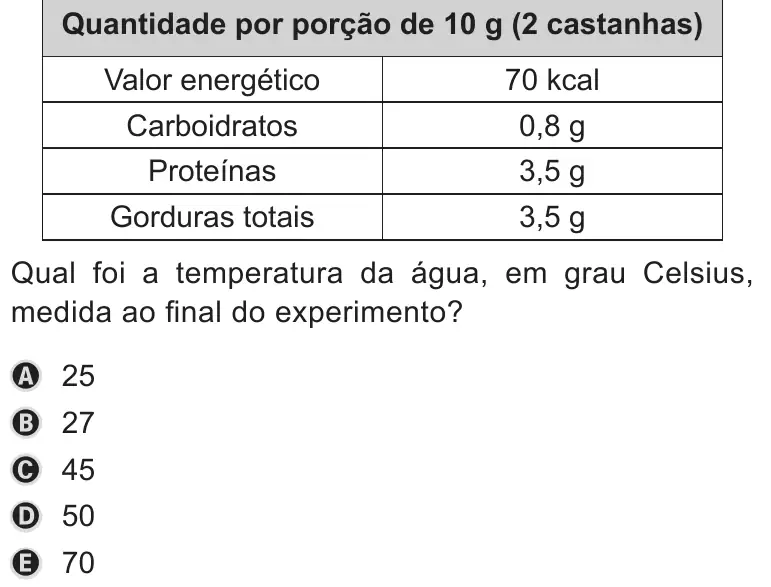 Quantidade por porção de 10 g (2 castanhas)
Valor energético 70 kcal
Carboidratos 0,8 g
Proteínas 3,5 g
Gorduras totais 3,5 g
Qual foi a temperatura da água, em grau Celsius,
medida ao final do experimento?
A 25
B 27
C 45
D 50
E 70